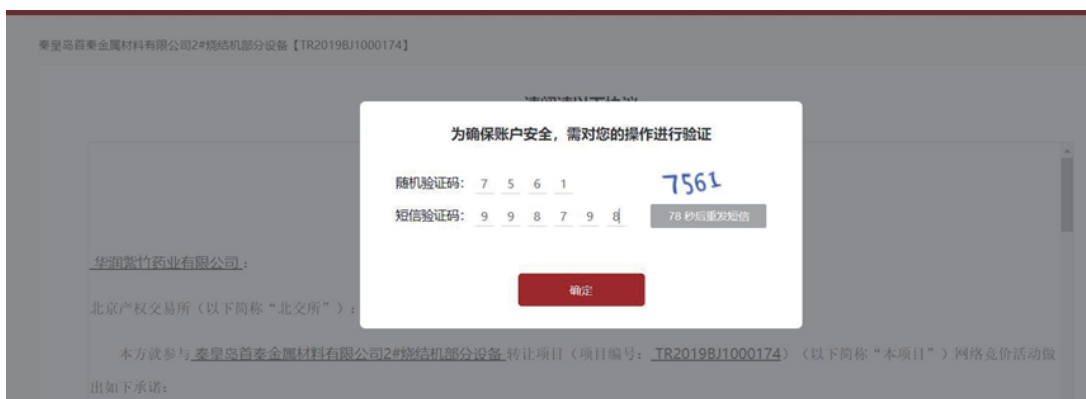 秦皇岛首秦金属材料有限公司2#烧结机部分设备【TR2019BJ1000174】
请阅读以下协议
为确保账户安全，需对您的操作进行验证
随机验证码： 7 5 6 1 7561
短信验证码： 9 9 8 7 9 8 78 秒后重发短信
确定
华润紫竹药业有限公司：
北京产权交易所（以下简称“北交所”）：
本方就参与 秦皇岛首秦金属材料有限公司2#烧结机部分设备 转让项目（项目编号： TR2019BJ1000174）（以下简称“本项目”）网络竞价活动做
出如下承诺：